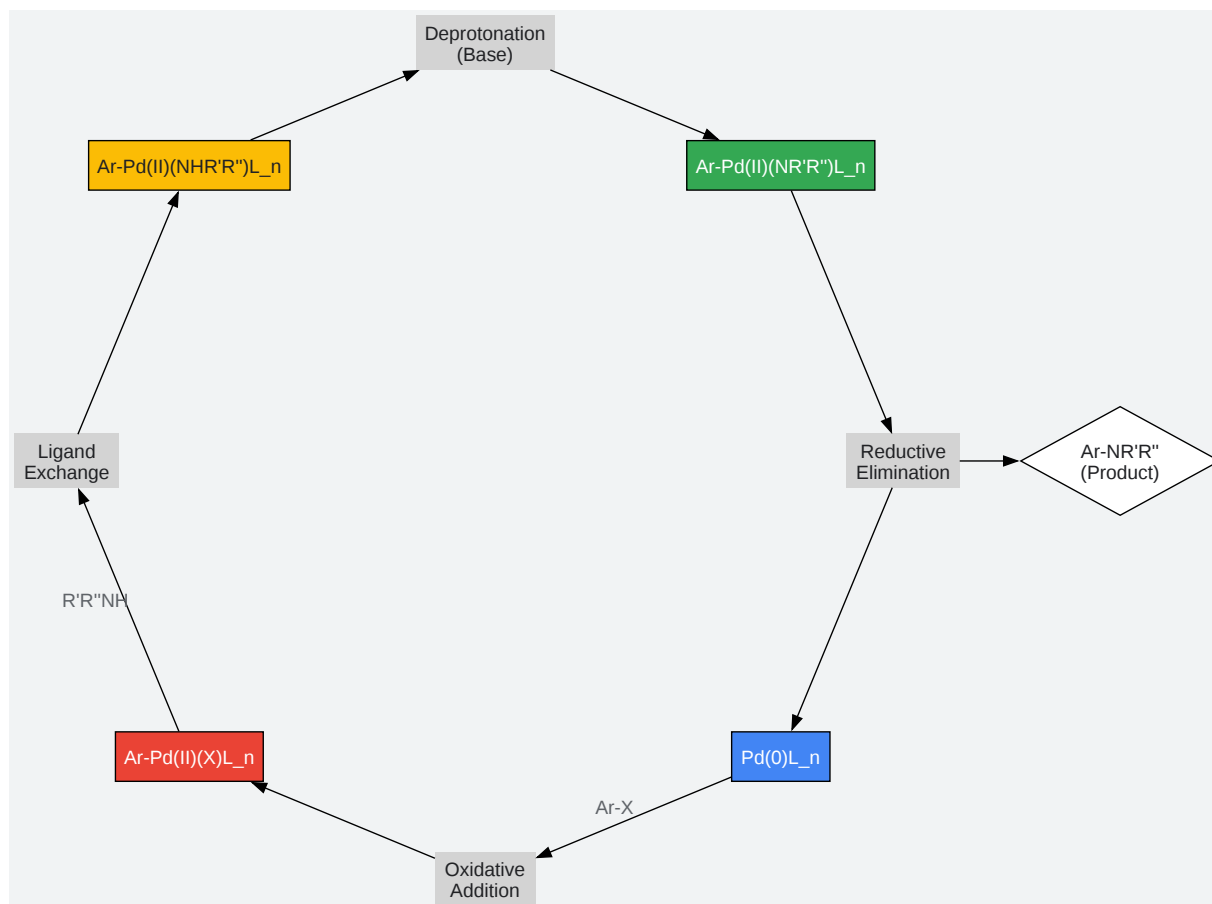 Deprotonation
(Base)
Ar-Pd(II)(NHR'R")L_n
Ar-Pd(II)(NR'R")L_n
Ligand
Exchange
Reductive
Elimination
Ar-NR'R"
(Product)
R'R"NH
Ar-Pd(II)(X)L_n
Pd(0)L_n
Ar-X
Oxidative
Addition